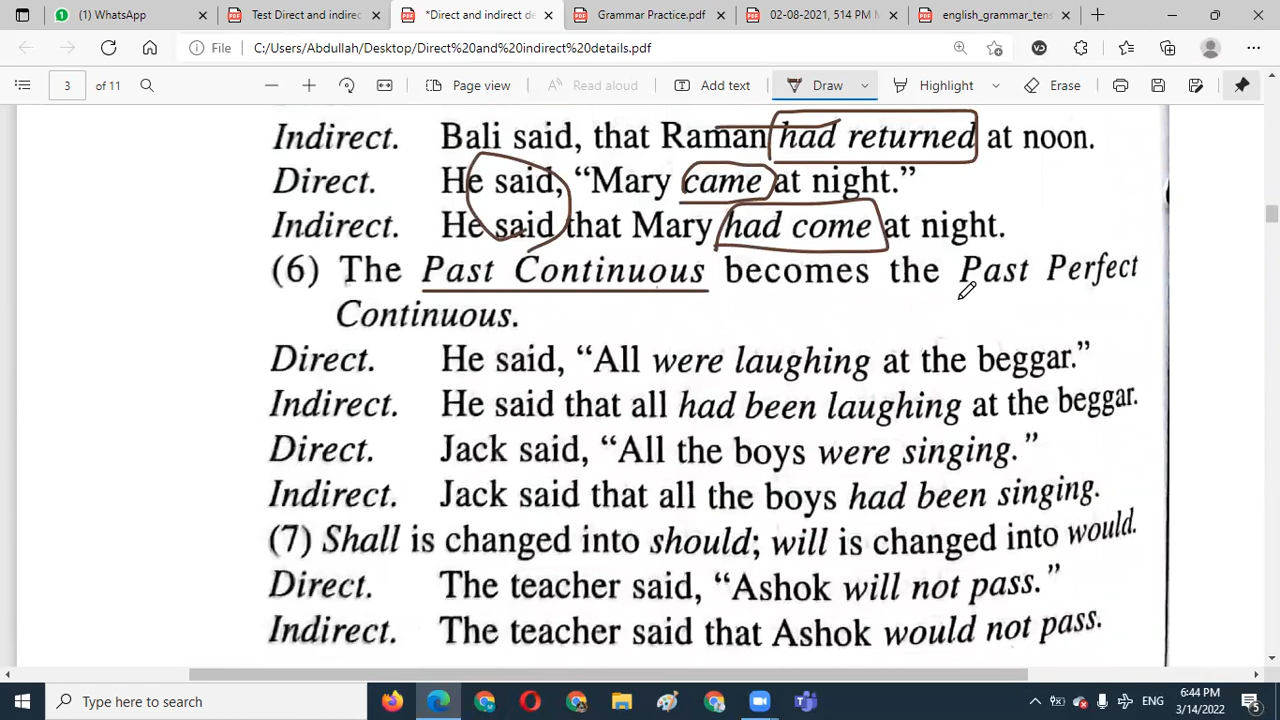 (1) WhatsApp
Test Direct and indirec
*Direct and indirect de
Grammar Practice.pdf
02-08-2021, 514 PM M
english_grammar_tens
File
C:/Users/Abdullah/Desktop/Direct%20and%20indirect%20details.pdf
3 of 11
Page view
Read aloud
Add text
Draw
Highlight
Erase
Indirect. Bali said, that Raman had returned at noon.
Direct. He said, “Mary came at night.”
Indirect. He said that Mary had come at night.
(6) The Past Continuous becomes the Past Perfect
Continuous.
Direct. He said, “All were laughing at the beggar.”
Indirect. He said that all had been laughing at the beggar.
Direct. Jack said, “All the boys were singing.”
Indirect. Jack said that all the boys had been singing.
(7) Shall is changed into should; will is changed into would.
Direct. The teacher said, “Ashok will not pass.”
Indirect. The teacher said that Ashok would not pass.
Type here to search
ENG
6:44 PM
3/14/2022
5